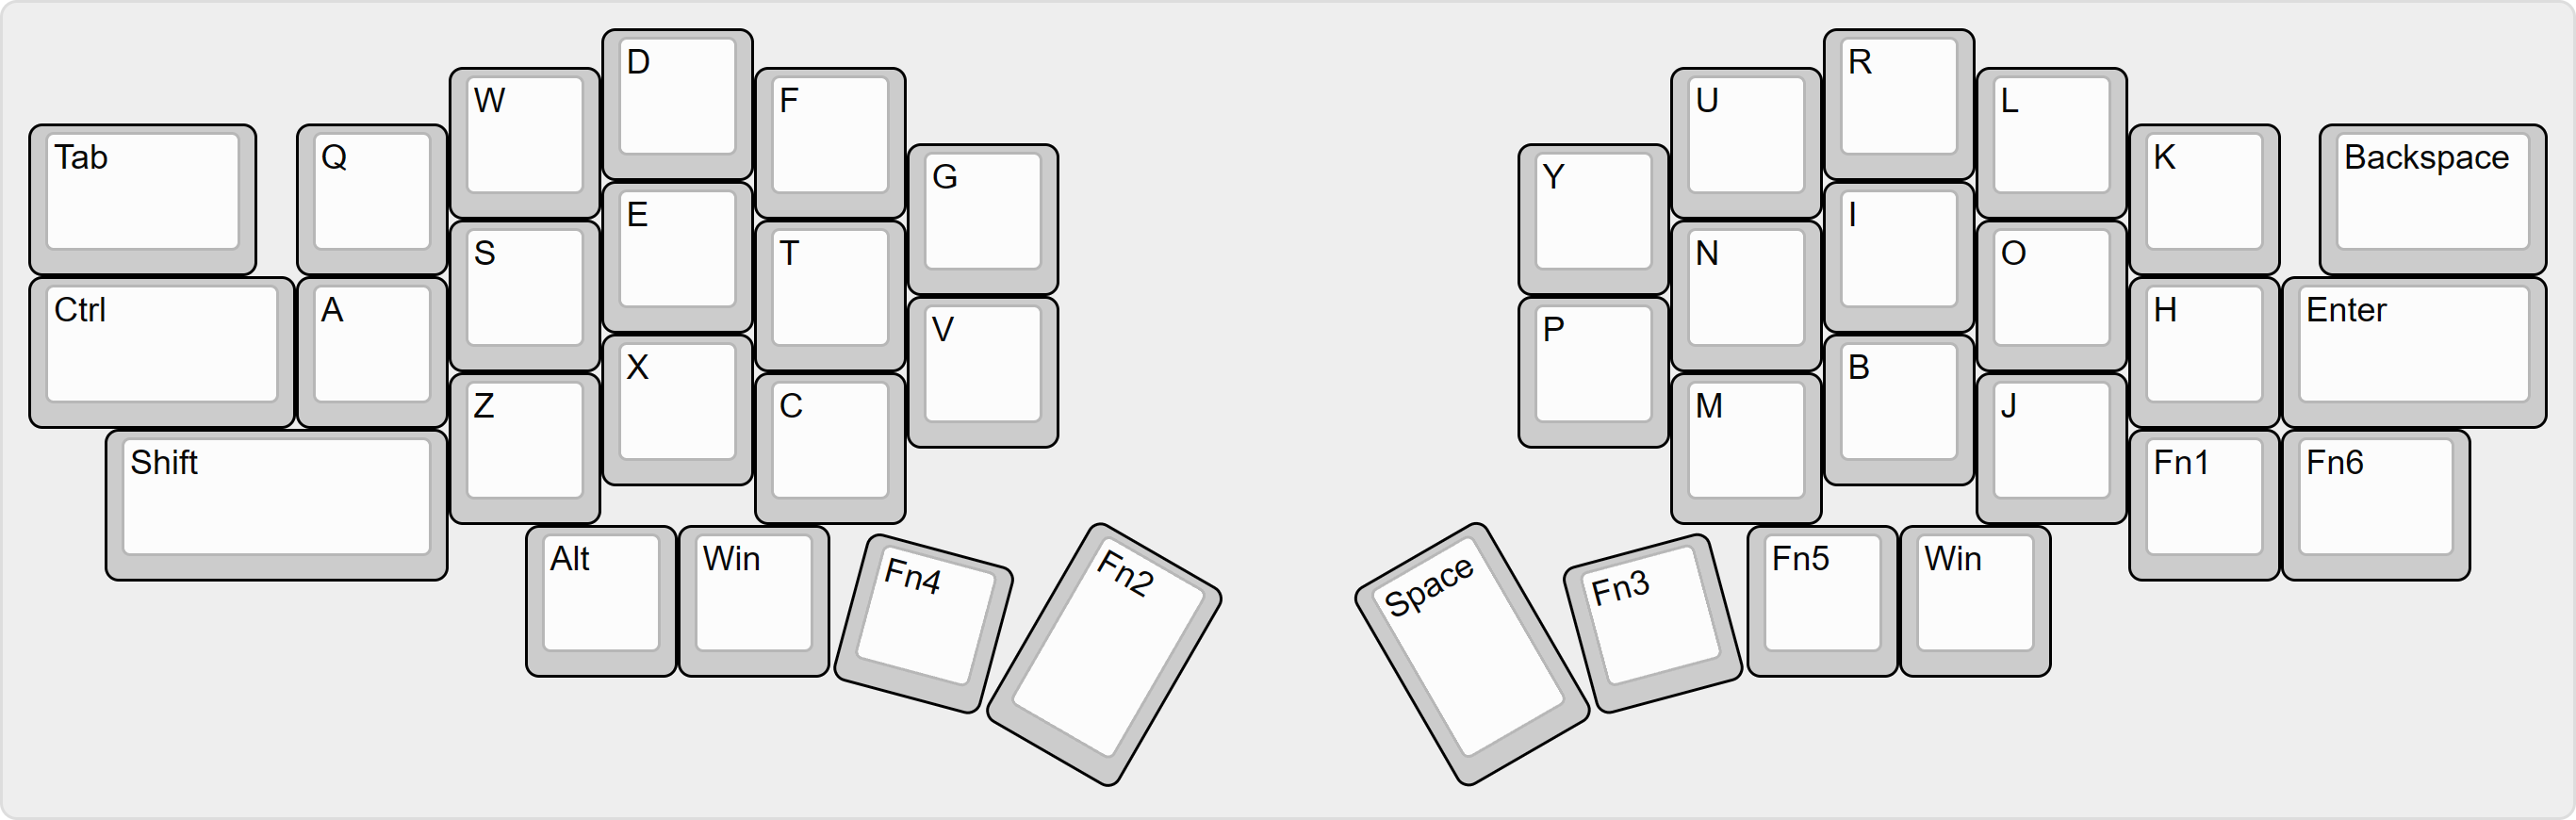 Tab
Q
W
D
F
G
Y
U
R
L
K
Backspace
Ctrl
A
S
E
T
V
P
N
I
O
H
Enter
Shift
Z
X
C
M
B
J
Fn1
Fn6
Alt
Win
Fn4
Fn2
Space
Fn3
Fn5
Win